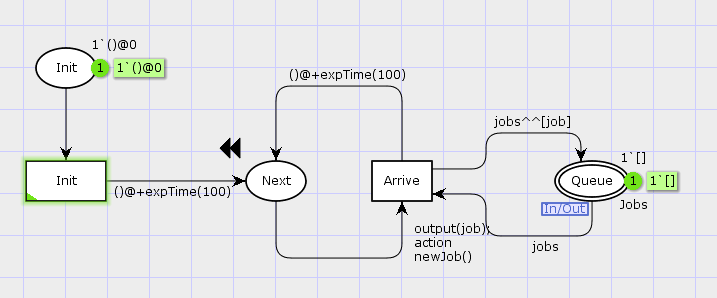 1`()@0
Init
1
1`()@0
()@+expTime(100)
jobs^^[job]
1`[]
Init
Next
Arrive
Queue
1
1`[]
()@+expTime(100)
In/Out
Jobs
output(job);
action
newJob()
jobs